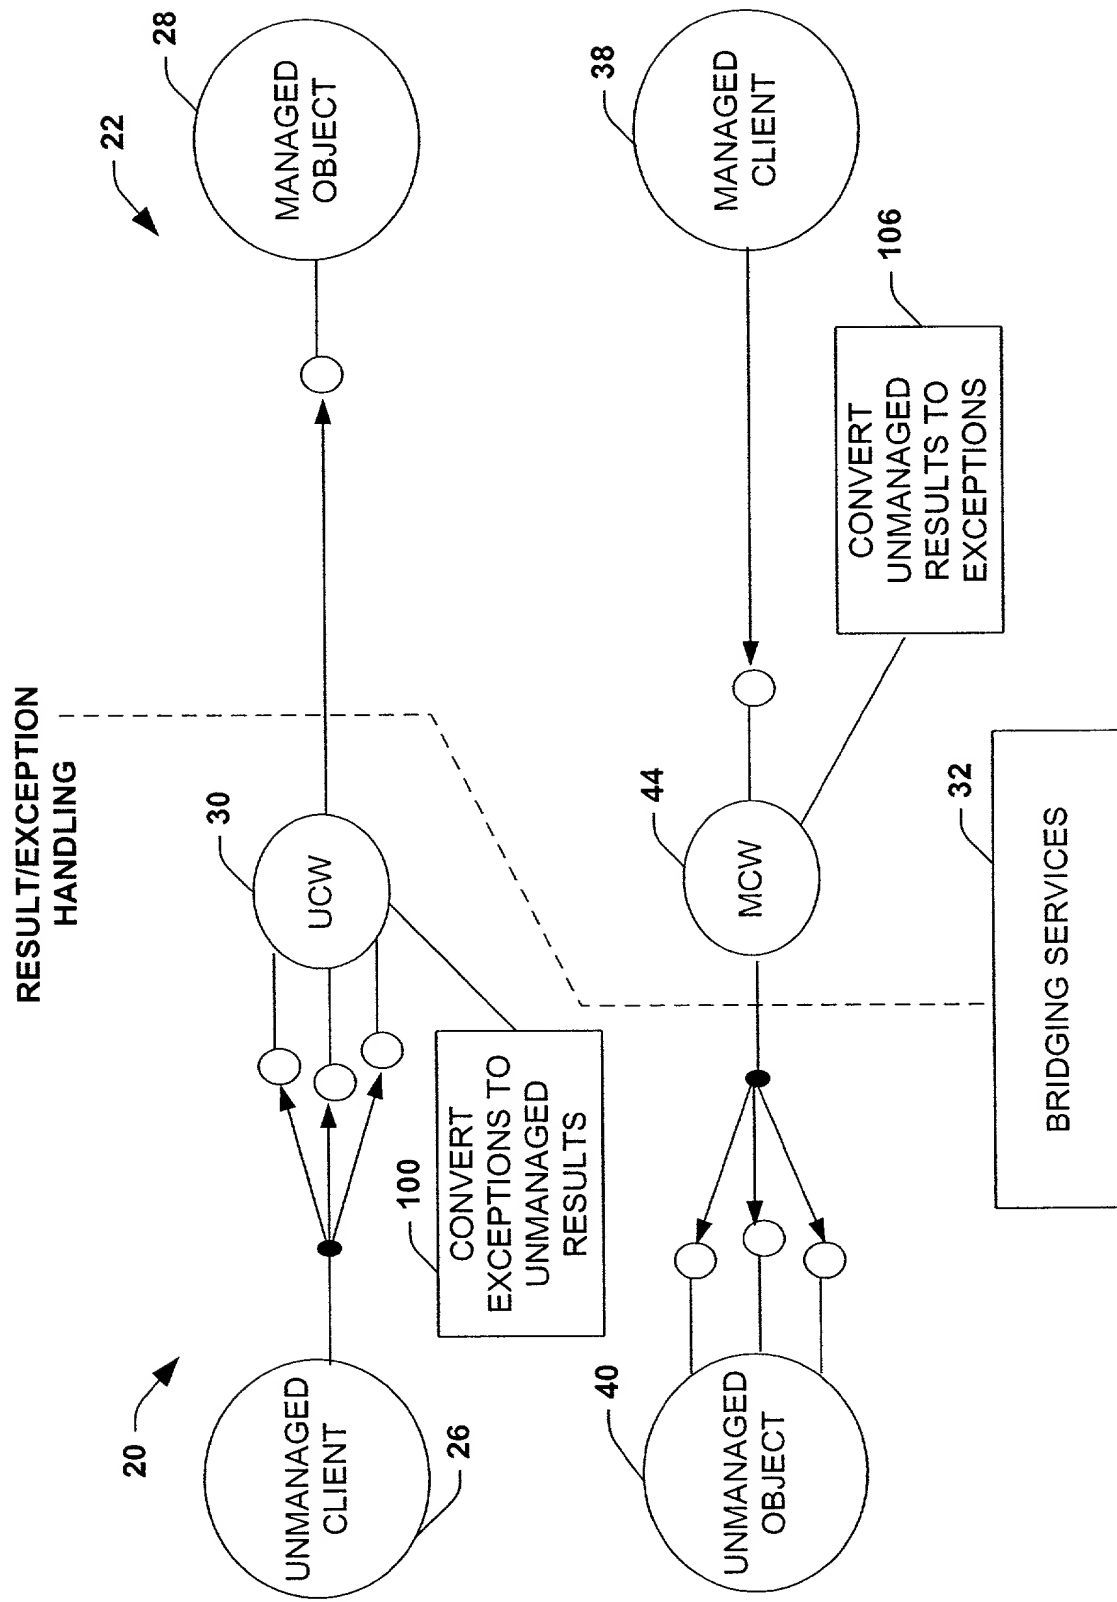 RESULT/EXCEPTION
HANDLING
20
22
UNMANAGED
CLIENT
26
30
UCW
MANAGED
OBJECT
28
100
CONVERT
EXCEPTIONS TO
UNMANAGED
RESULTS
40
UNMANAGED
OBJECT
44
MCW
38
MANAGED
CLIENT
106
CONVERT
UNMANAGED
RESULTS TO
EXCEPTIONS
32
BRIDGING SERVICES